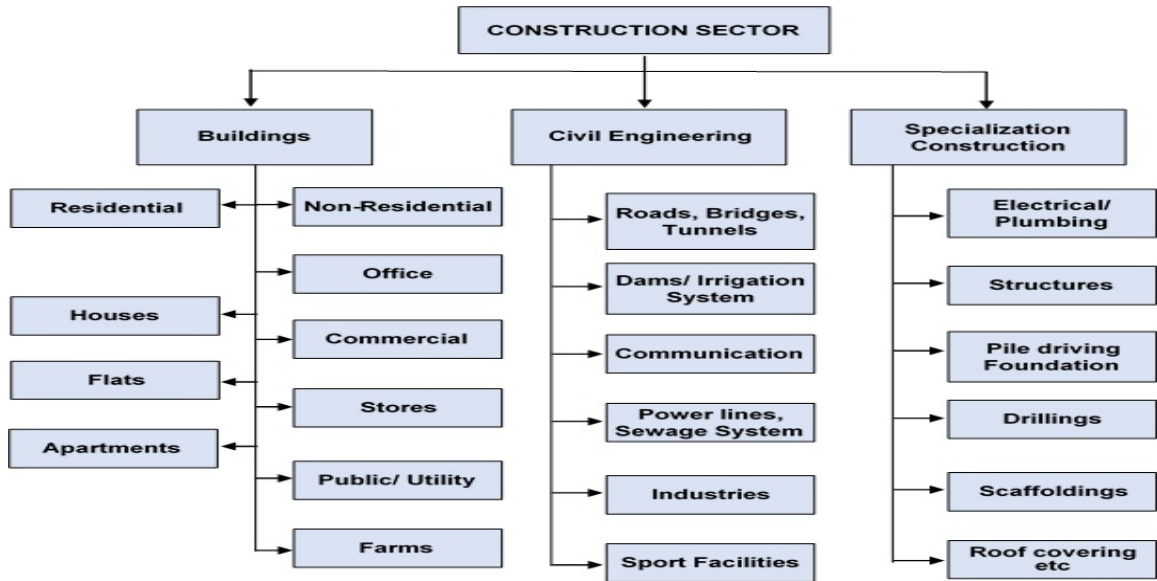 CONSTRUCTION SECTOR
Buildings
Civil Engineering
Specialization
Construction
Residential
Houses
Flats
Apartments
Non-Residential
Office
Commercial
Stores
Public/ Utility
Farms
Roads, Bridges,
Tunnels
Dams/ Irrigation
System
Communication
Power lines,
Sewage System
Industries
Sport Facilities
Electrical/
Plumbing
Structures
Pile driving
Foundation
Drillings
Scaffoldings
Roof covering
etc